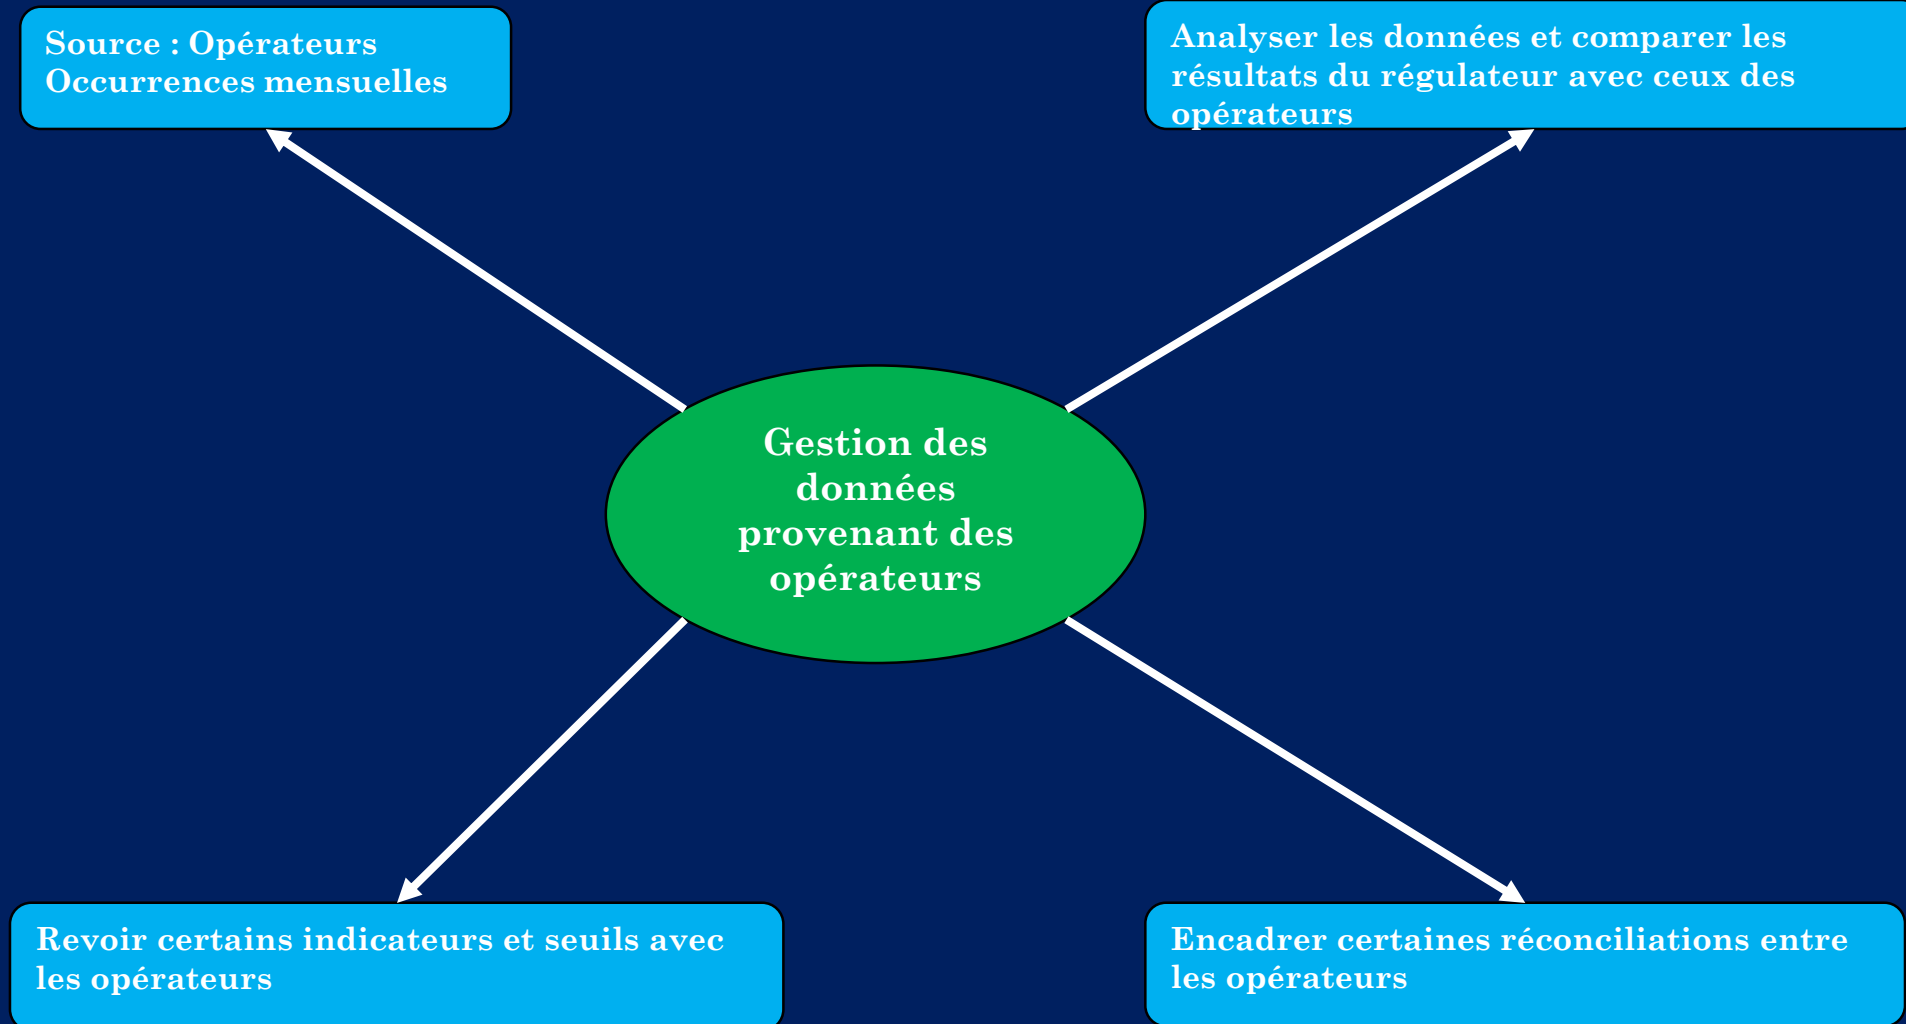 Source : Opérateurs
Occurrences mensuelles
Analyser les données et comparer les
résultats du régulateur avec ceux des
opérateurs
Gestion des
données
provenant des
opérateurs
Revoir certains indicateurs et seuils avec
les opérateurs
Encadrer certaines réconciliations entre
les opérateurs